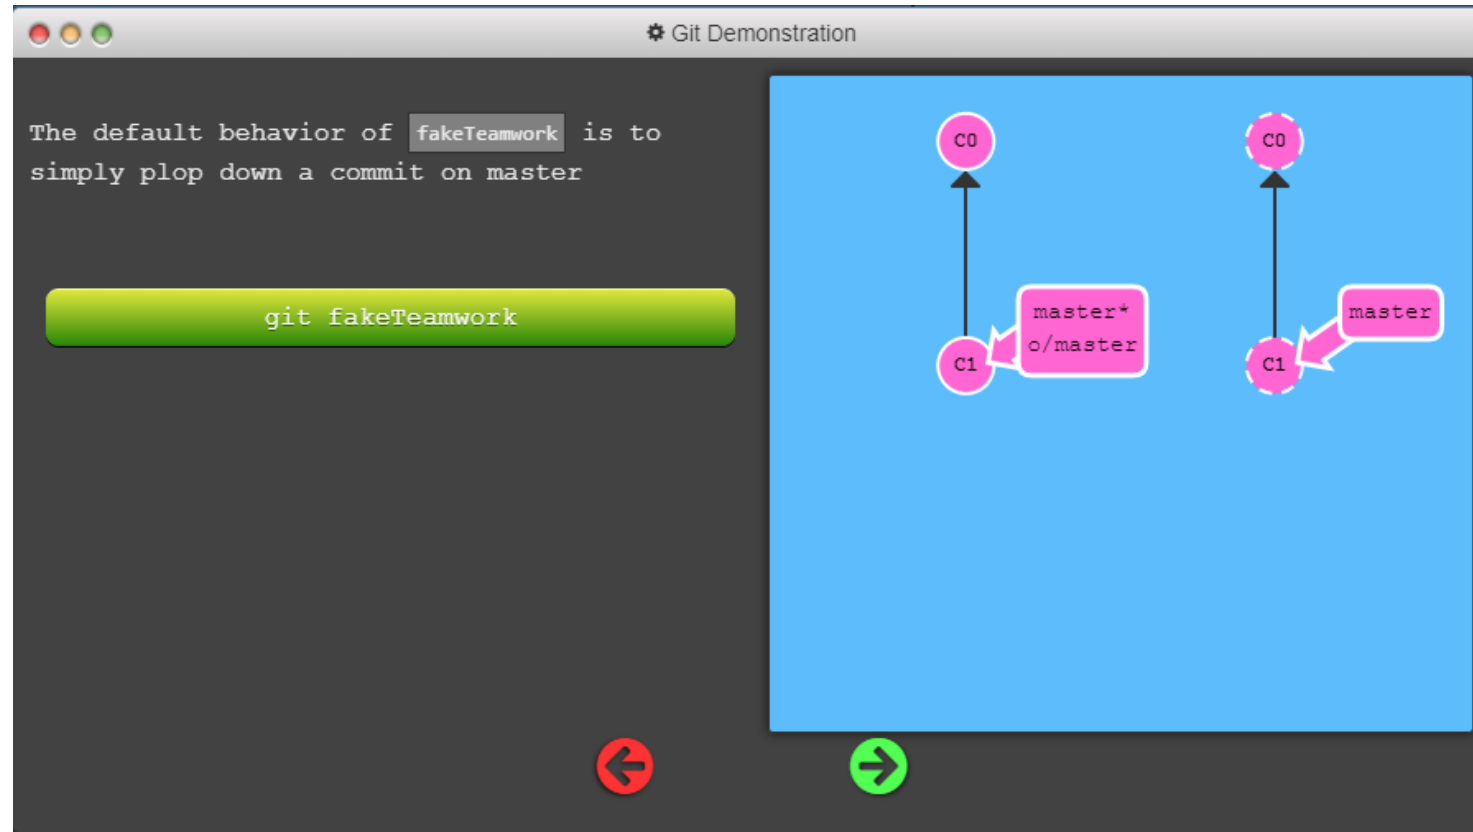 Git Demonstration
The default behavior of fakeTeamwork is to
simply plop down a commit on master
git fakeTeamwork
C0
master*
o/master
C1
C0
master
C1